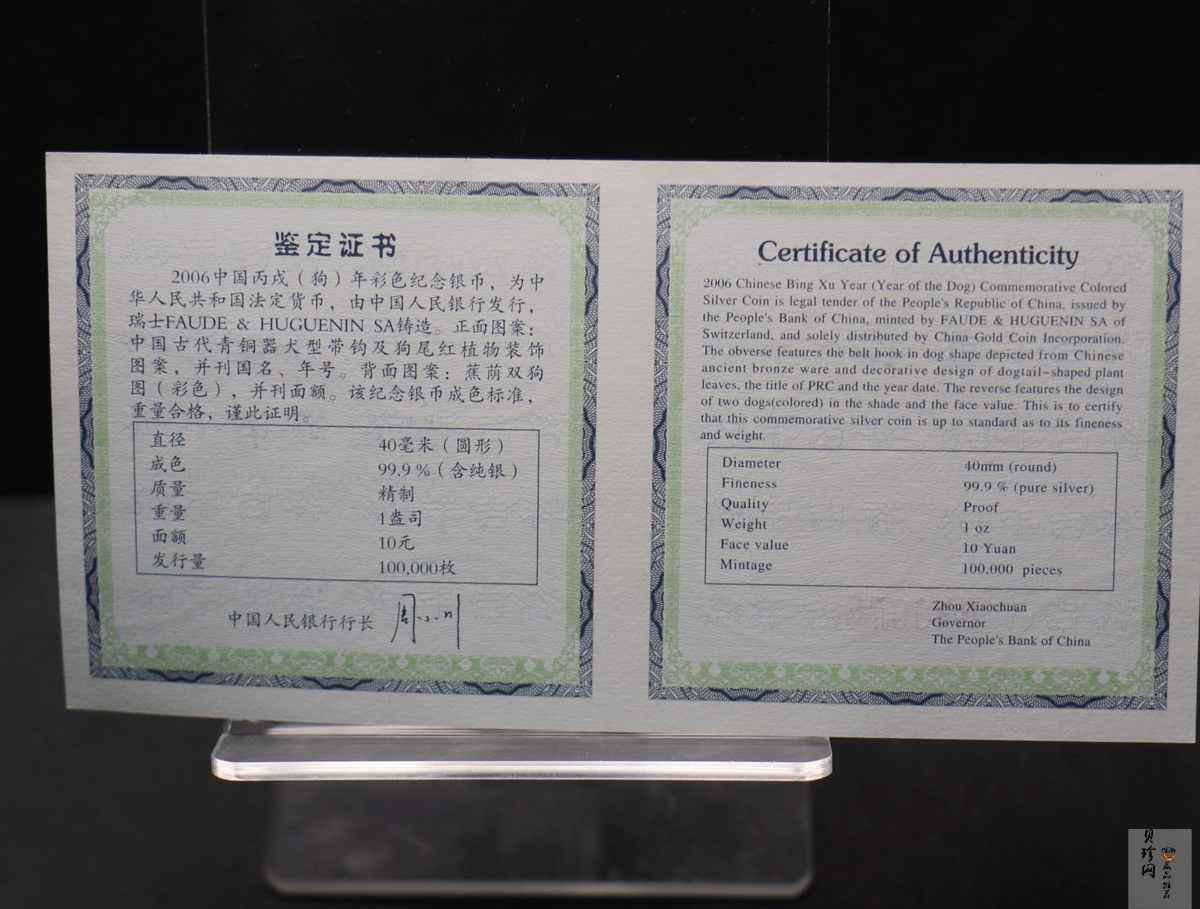 鉴定证书
2006中国丙戌（狗）年彩色纪念银币，为中
华人民共和国法定货币，由中国人民银行发行，
瑞士FAUDE & HUGUENIN SA铸造。正面图案：
中国古代青铜器犬型带钩及狗尾红植物装饰
图案，并刊国名、年号。背面图案：蕉荫双狗
图（彩色），并刊面额。该纪念银币成色标准，
重量合格，谨此证明。
直径 40毫米（圆形）
成色 99.9％（含纯银）
质量 精制
重量 1盎司
面额 10元
发行量 100,000枚
中国人民银行行长 周小川
Certificate of Authenticity
2006 Chinese Bing Xu Year (Year of the Dog) Commemorative Colored
Silver Coin is legal tender of the People's Republic of China, issued by
the People's Bank of China, minted by FAUDE & HUGUENIN SA of
Switzerland, and solely distributed by China Gold Coin Incorporation.
The obverse features the belt hook in dog shape depicted from Chinese
ancient bronze ware and decorative design of dogtail-shaped plant
leaves, the title of PRC and the year date. The reverse features the design
of two dogs(colored) in the shade and the face value. This is to certify
that this commemorative silver coin is up to standard as to its fineness
and weight.
Diameter 40mm (round)
Fineness 99.9 % (pure silver)
Quality Proof
Weight 1 oz
Face value 10 Yuan
Mintage 100,000 pieces
Zhou Xiaochuan
Governor
The People's Bank of China
贝珍网